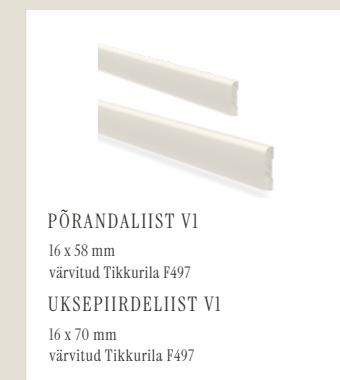 PÕRANDALIIST V1
16 x 58 mm
värvitud Tikkurila F497
UKSEPIIRDELIIST V1
16 x 70 mm
värvitud Tikkurila F497